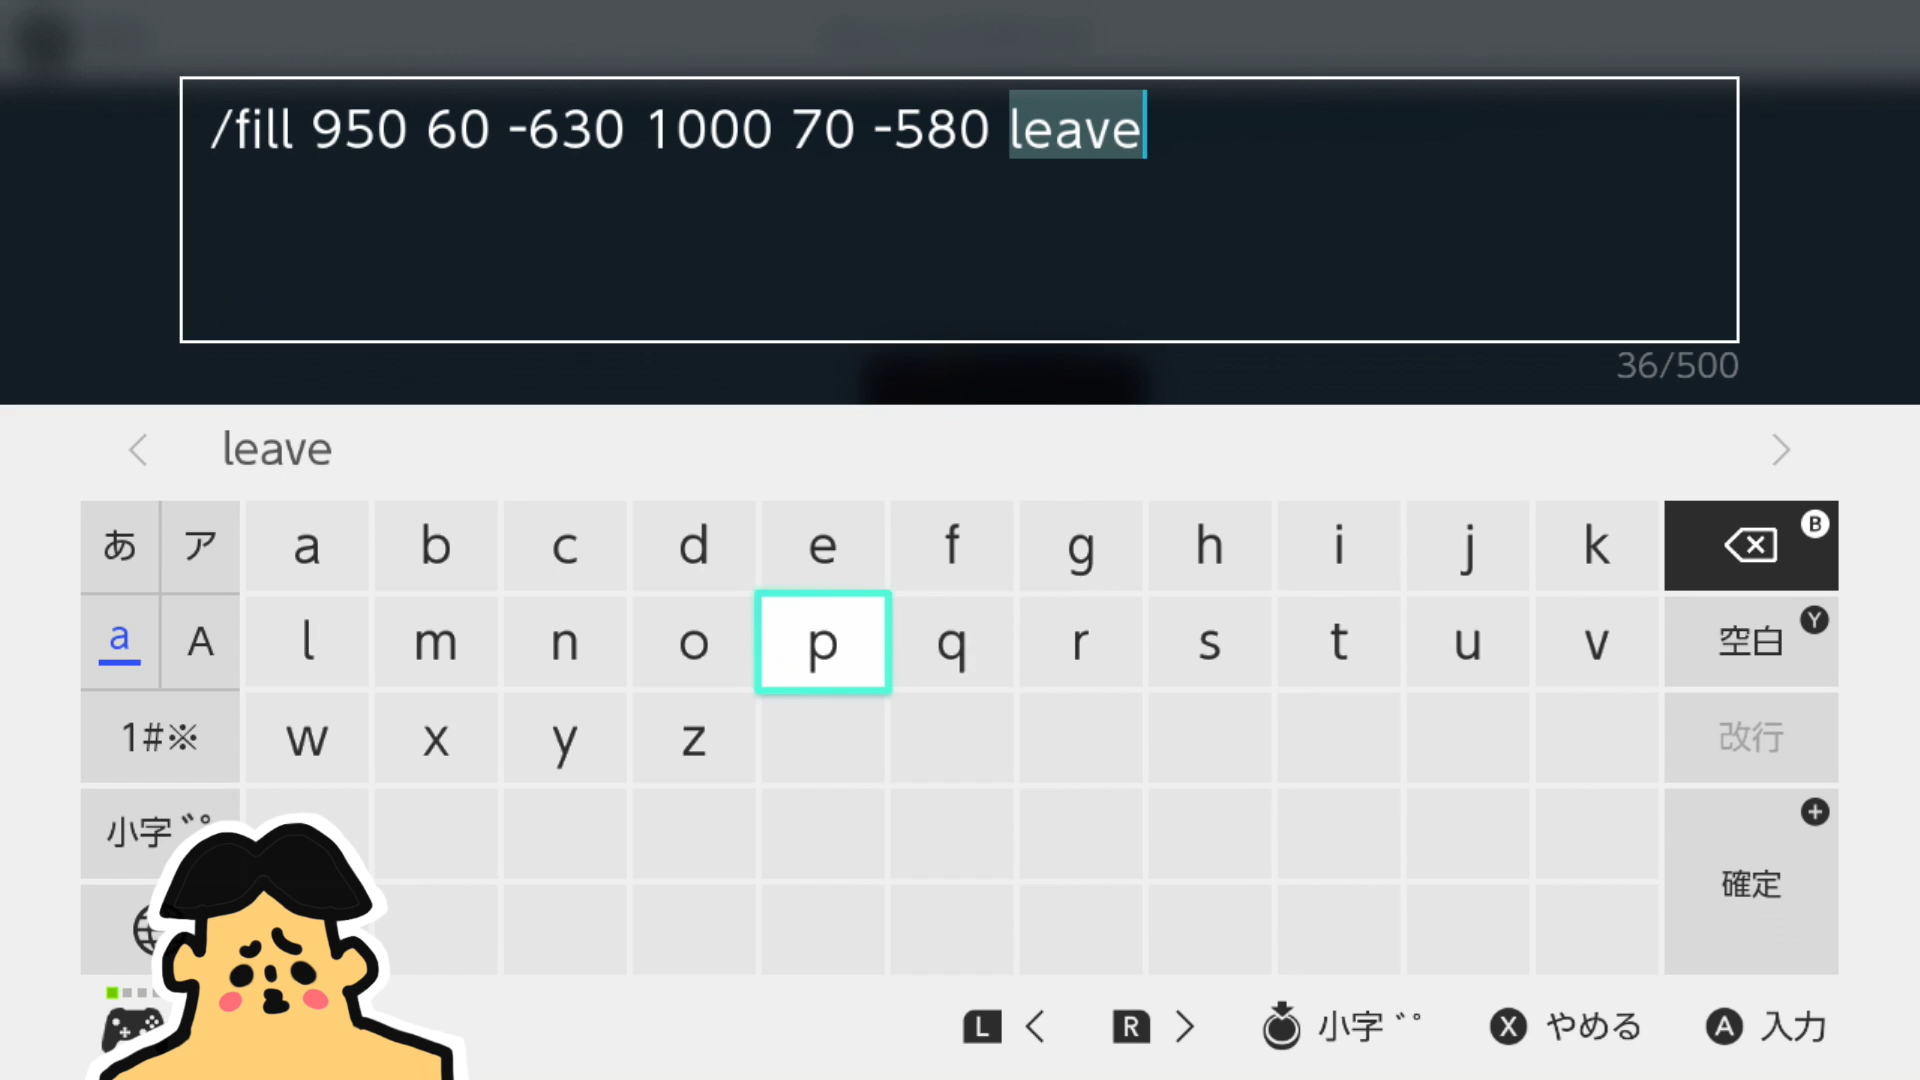 /fill 950 60 -630 1000 70 -580 leave
36/500
leave
あ ア a b c d e f g h i j k B
a A l m n o p q r s t u v 空白 Y
1#※ w x y z 改行
小字 ゛゜ 確定 +
L < R > 小字 ゛゜ X やめる A 入力